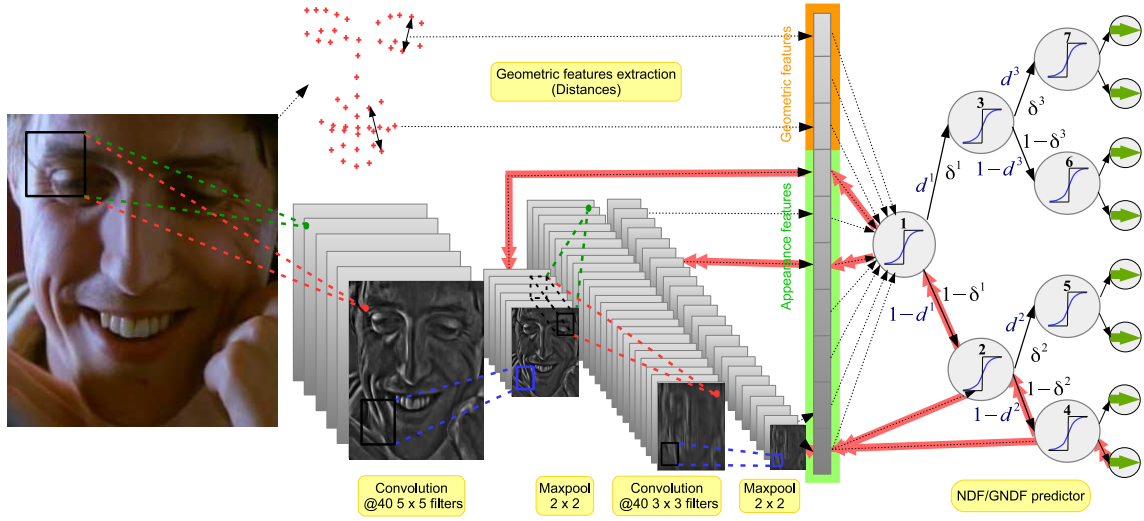 Geometric features extraction
(Distances)
Geometric features
Appearance features
1
2
3
4
5
6
7
d¹
δ¹
1−δ¹
1−d¹
d³
δ³
1−δ³
1−d³
d²
δ²
1−δ²
1−d²
Convolution
@40 5 x 5 filters
Maxpool
2 x 2
Convolution
@40 3 x 3 filters
Maxpool
2 x 2
NDF/GNDF predictor